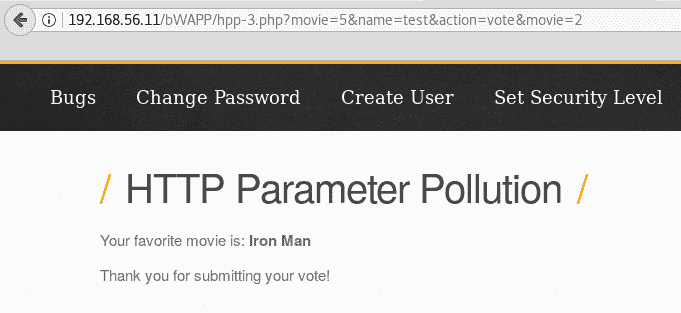 192.168.56.11/bWAPP/hpp-3.php?movie=5&name=test&action=vote&movie=2
Bugs Change Password Create User Set Security Level
/ HTTP Parameter Pollution /
Your favorite movie is: Iron Man
Thank you for submitting your vote!